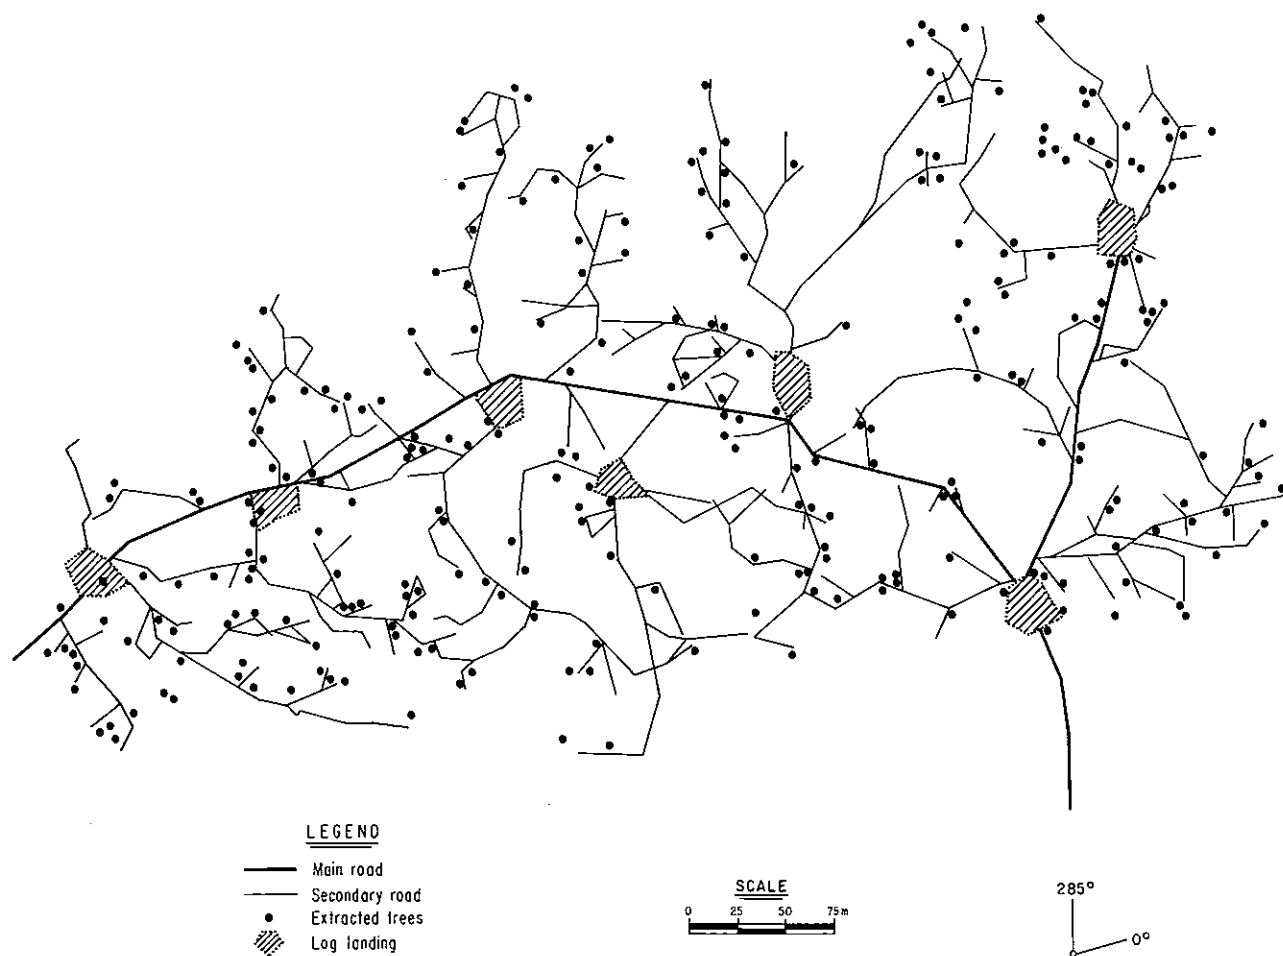 LEGEND
Main road
Secondary road
Extracted trees
Log landing
SCALE
0 25 50 75m
285°
0°